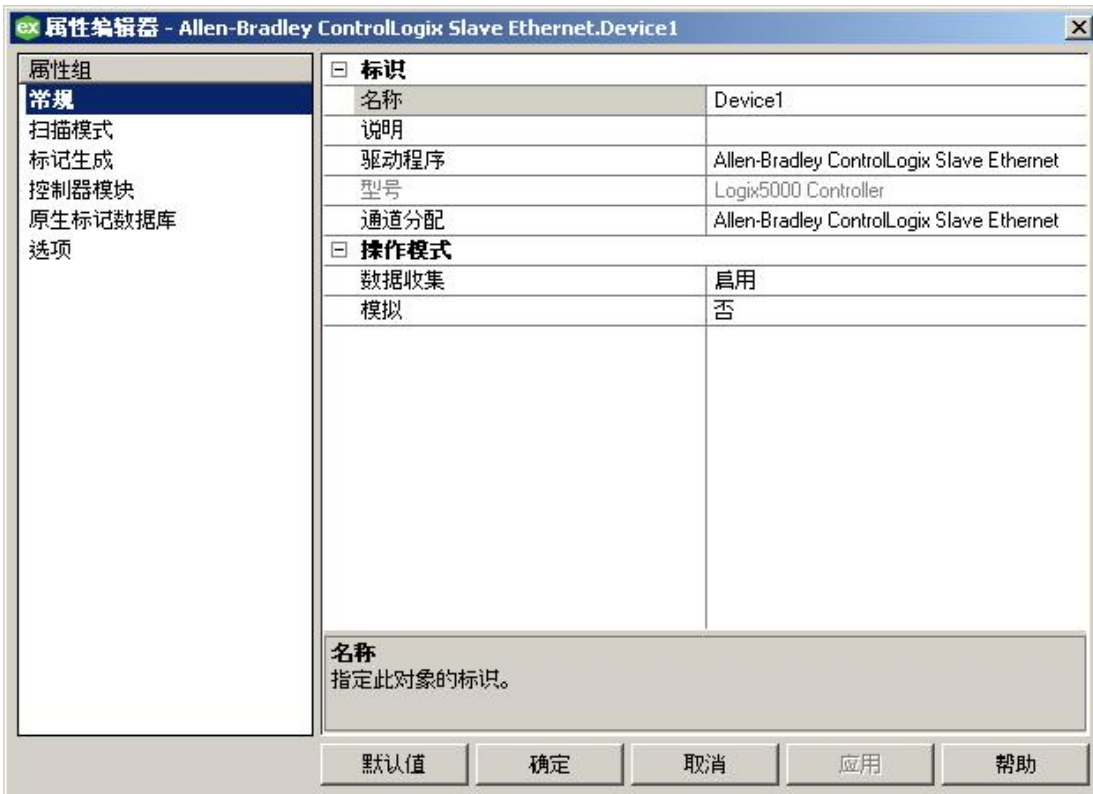 ex 属性编辑器 - Allen-Bradley ControlLogix Slave Ethernet.Device1
属性组
常规
扫描模式
标记生成
控制器模块
原生标记数据库
选项
标识
名称 Device1
说明
驱动程序 Allen-Bradley ControlLogix Slave Ethernet
型号 Logix5000 Controller
通道分配 Allen-Bradley ControlLogix Slave Ethernet
操作模式
数据收集 启用
模拟 否
名称
指定此对象的标识。
默认值 确定 取消 应用 帮助